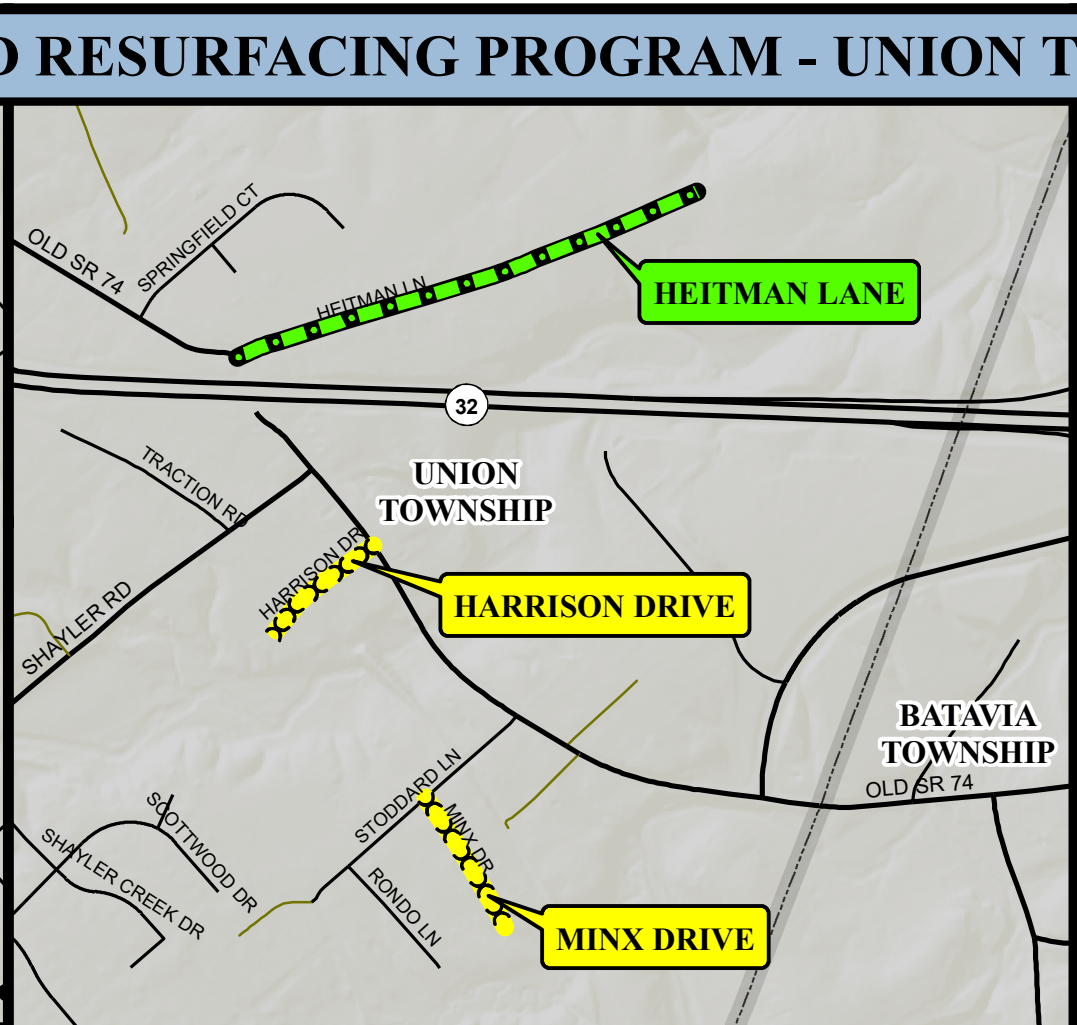 D RESURFACING PROGRAM - UNION T
SPRINGFIELD CT
OLD SR 74
HEITMAN LN
HEITMAN LANE
32
TRACTION RD
UNION
TOWNSHIP
HARRISON DR
HARRISON DRIVE
SHAYLER RD
BATAVIA
TOWNSHIP
OLD SR 74
STODDARD LN
MINX DR
SCOTTWOOD DR
SHAYLER CREEK DR
RONDO LN
MINX DRIVE